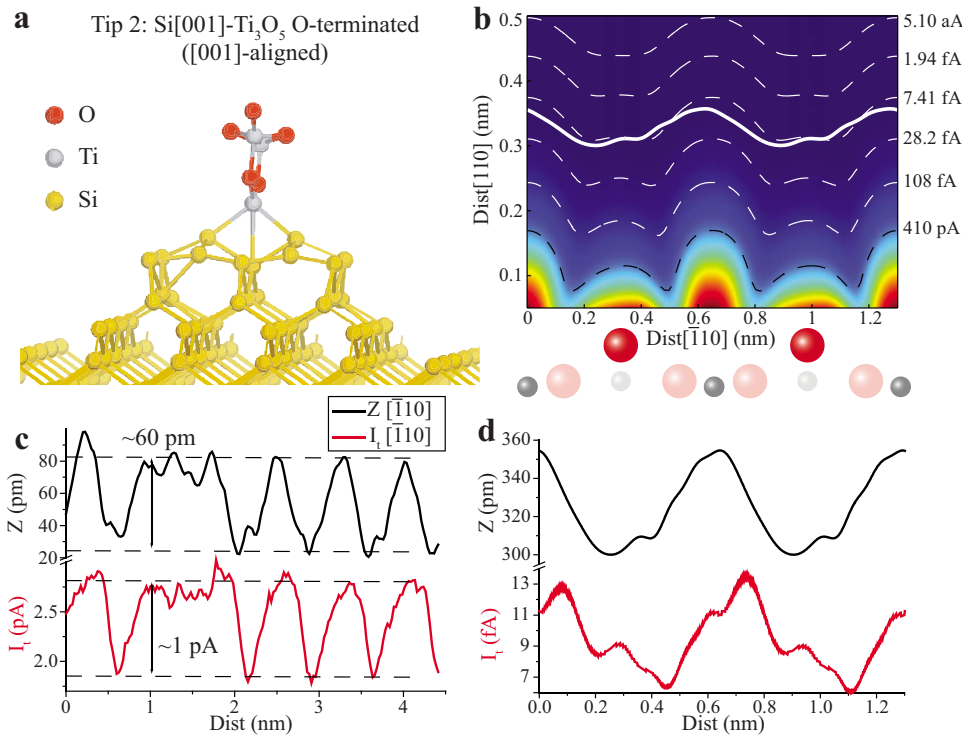 a
Tip 2: Si[001]-Ti₃O₅ O-terminated
([001]-aligned)
O
Ti
Si
b
0.5
0.4
0.3
0.2
0.1
Dist[110] (nm)
5.10 aA
1.94 fA
7.41 fA
28.2 fA
108 fA
410 pA
0 0.2 0.4 0.6 0.8 1.0 1.2
Dist[1̅10] (nm)
c
Z [1̅10]
Iₜ [1̅10]
~60 pm
~1 pA
80
60
40
20
Z (pm)
2.5
2.0
Iₜ (pA)
0 1 2 3 4
Dist (nm)
d
360
340
320
300
Z (pm)
13
11
9
7
Iₜ (fA)
0.0 0.2 0.4 0.6 0.8 1.0 1.2
Dist (nm)